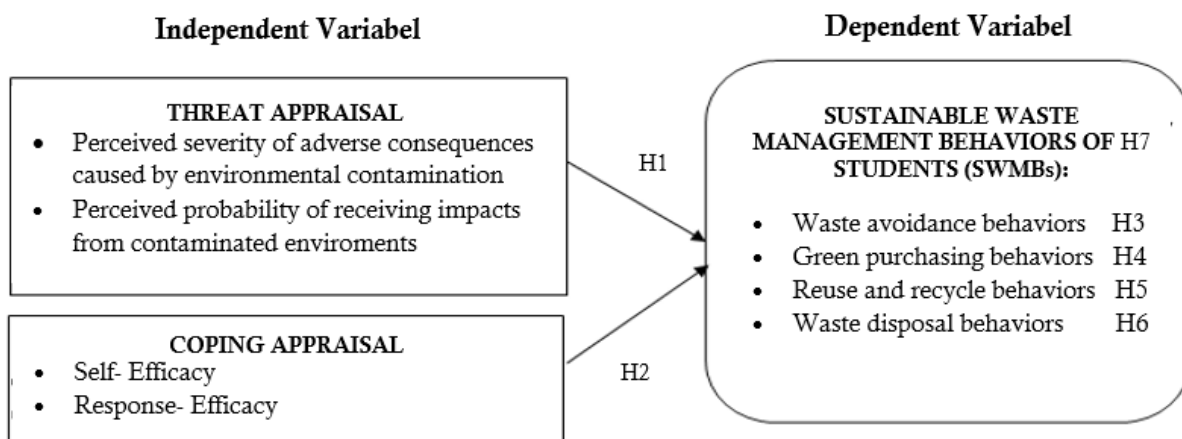 Independent Variabel
Dependent Variabel
THREAT APPRAISAL
• Perceived severity of adverse consequences
caused by environmental contamination
• Perceived probability of receiving impacts
from contaminated enviroments
H1
COPING APPRAISAL
• Self- Efficacy
• Response- Efficacy
H2
SUSTAINABLE WASTE
MANAGEMENT BEHAVIORS OF H7
STUDENTS (SWMBs):
• Waste avoidance behaviors H3
• Green purchasing behaviors H4
• Reuse and recycle behaviors H5
• Waste disposal behaviors H6